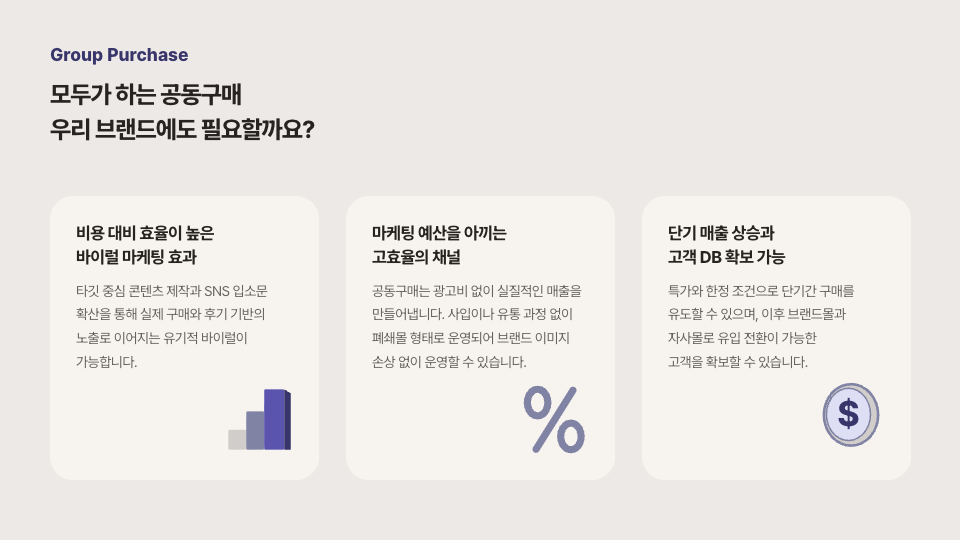 Group Purchase
모두가 하는 공동구매
우리 브랜드에도 필요할까요?
비용 대비 효율이 높은
바이럴 마케팅 효과
타깃 중심 콘텐츠 제작과 SNS 입소문
확산을 통해 실제 구매와 후기 기반의
노출로 이어지는 유기적 바이럴이
가능합니다.
마케팅 예산을 아끼는
고효율의 채널
공동구매는 광고비 없이 실질적인 매출을
만들어냅니다. 사입이나 유통 과정 없이
폐쇄몰 형태로 운영되어 브랜드 이미지
손상 없이 운영할 수 있습니다.
%
단기 매출 상승과
고객 DB 확보 가능
특가와 한정 조건으로 단기간 구매를
유도할 수 있으며, 이후 브랜드몰과
자사몰로 유입 전환이 가능한
고객을 확보할 수 있습니다.
$